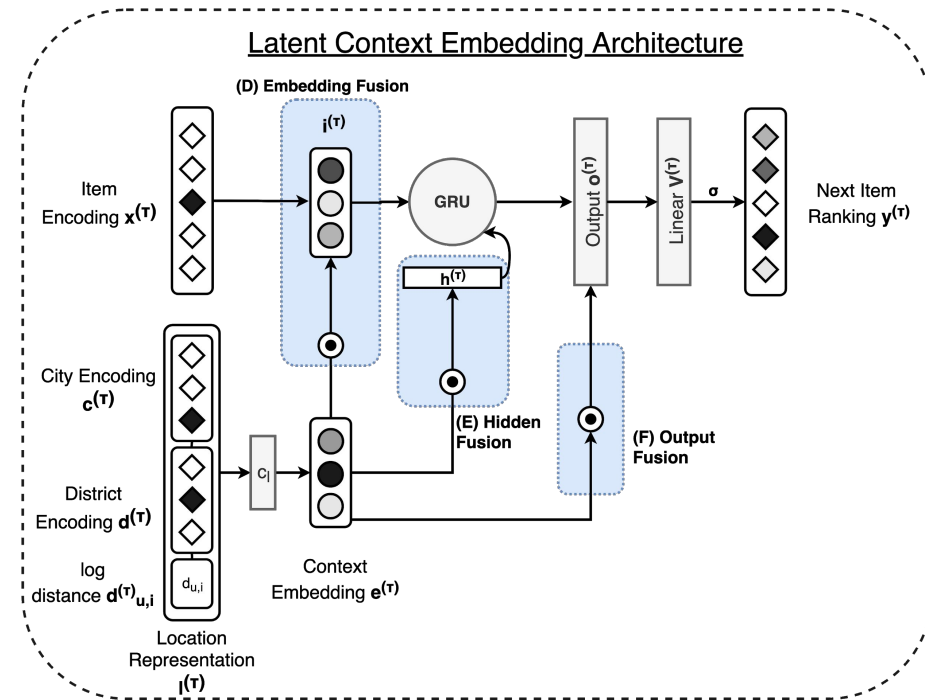 Latent Context Embedding Architecture
(D) Embedding Fusion
i(τ)
Item
Encoding x(τ)
GRU
Output o(τ)
Linear V(τ)
σ
Next Item
Ranking y(τ)
h(τ)
City Encoding
c(τ)
(E) Hidden
Fusion
(F) Output
Fusion
District
Encoding d(τ)
cl
log
distance d(τ)u,i
du,i
Context
Embedding e(τ)
Location
Representation
l(τ)